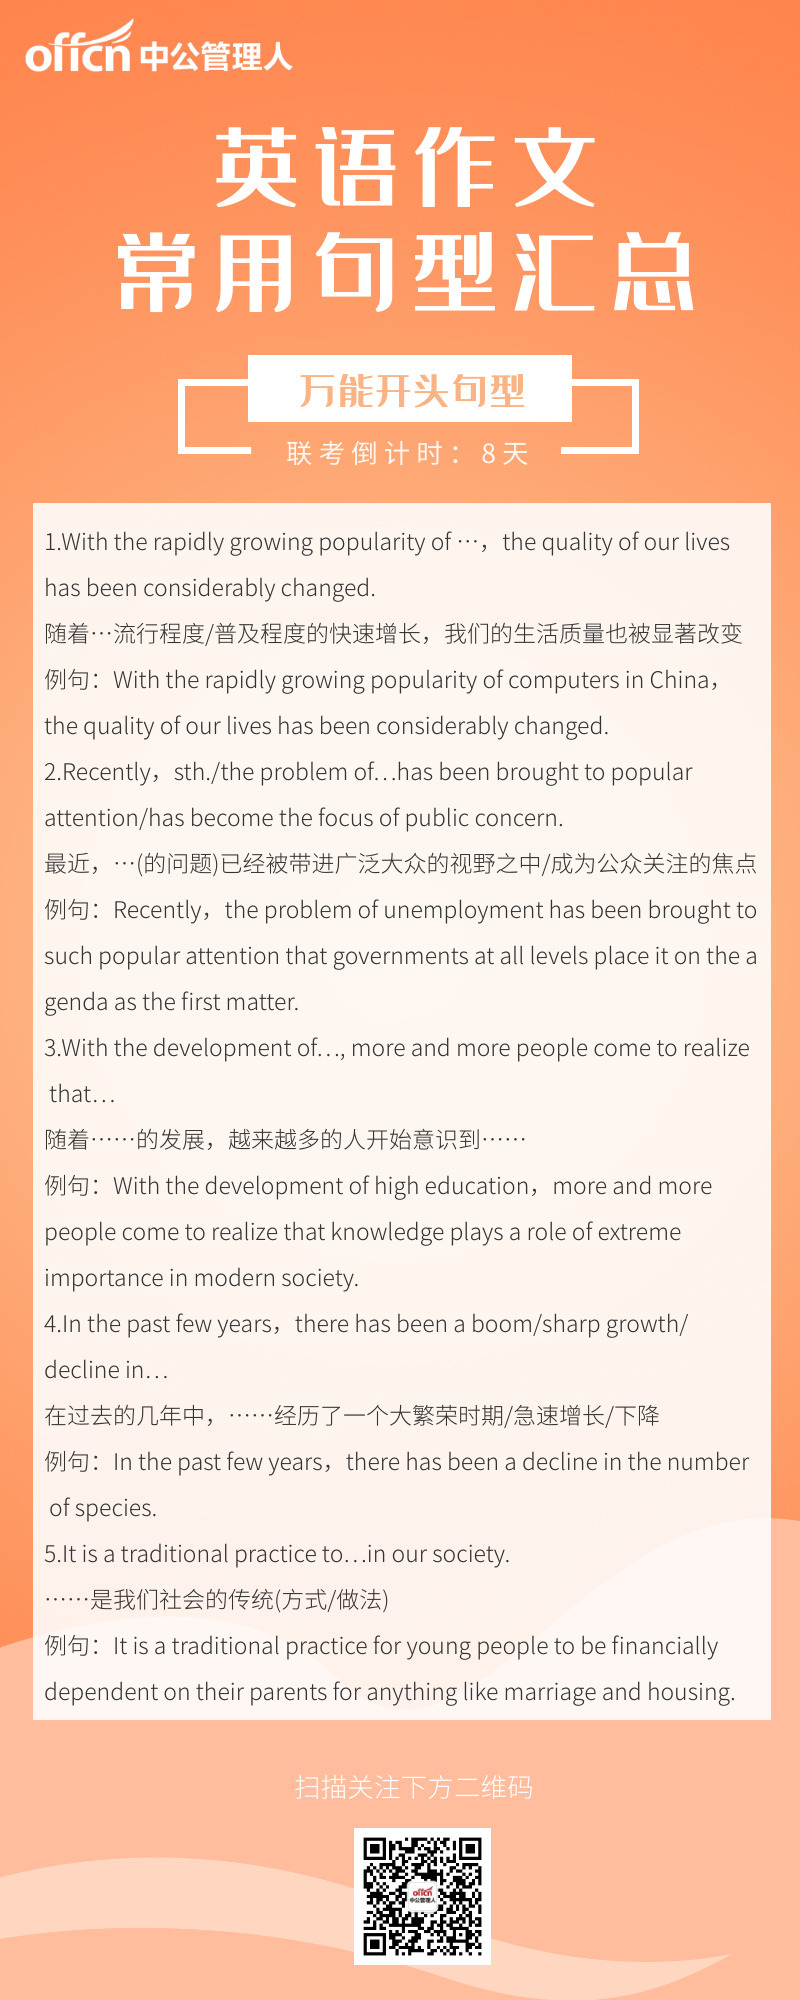 offcn 中公管理人
英语作文
常用句型汇总
万能开头句型
联考倒计时：8天
1.With the rapidly growing popularity of …，the quality of our lives
has been considerably changed.
随着…流行程度/普及程度的快速增长，我们的生活质量也被显著改变
例句：With the rapidly growing popularity of computers in China，
the quality of our lives has been considerably changed.
2.Recently，sth./the problem of…has been brought to popular
attention/has become the focus of public concern.
最近，…(的问题)已经被带进广泛大众的视野之中/成为公众关注的焦点
例句：Recently，the problem of unemployment has been brought to
such popular attention that governments at all levels place it on the a
genda as the first matter.
3.With the development of…, more and more people come to realize
that…
随着……的发展，越来越多的人开始意识到……
例句：With the development of high education，more and more
people come to realize that knowledge plays a role of extreme
importance in modern society.
4.In the past few years，there has been a boom/sharp growth/
decline in…
在过去的几年中，……经历了一个大繁荣时期/急速增长/下降
例句：In the past few years，there has been a decline in the number
of species.
5.It is a traditional practice to…in our society.
……是我们社会的传统(方式/做法)
例句：It is a traditional practice for young people to be financially
dependent on their parents for anything like marriage and housing.
扫描关注下方二维码
offcn
中公管理人